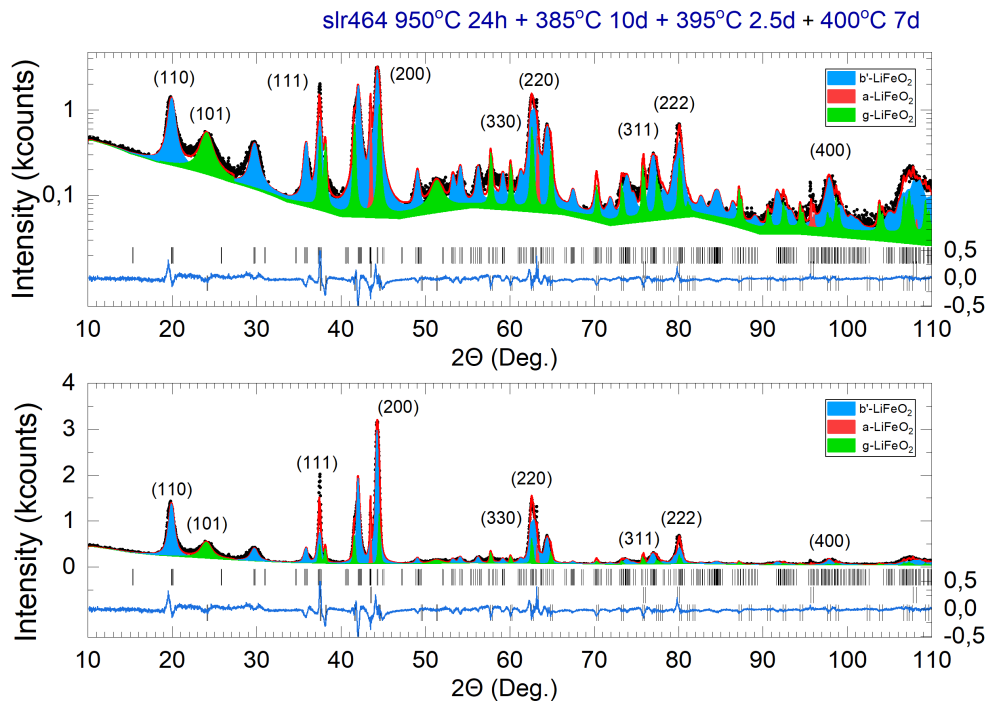 slr464 950°C 24h + 385°C 10d + 395°C 2.5d + 400°C 7d
Intensity (kcounts)
1
0,1
(110)
(101)
(111)
(200)
(330)
(220)
(311)
(222)
(400)
b'-LiFeO₂
a-LiFeO₂
g-LiFeO₂
0,5
0,0
-0,5
10 20 30 40 50 60 70 80 90 100 110
2Θ (Deg.)
Intensity (kcounts)
4
3
2
1
0
(110)
(101)
(111)
(200)
(330)
(220)
(311)
(222)
(400)
b'-LiFeO₂
a-LiFeO₂
g-LiFeO₂
0,5
0,0
-0,5
10 20 30 40 50 60 70 80 90 100 110
2Θ (Deg.)